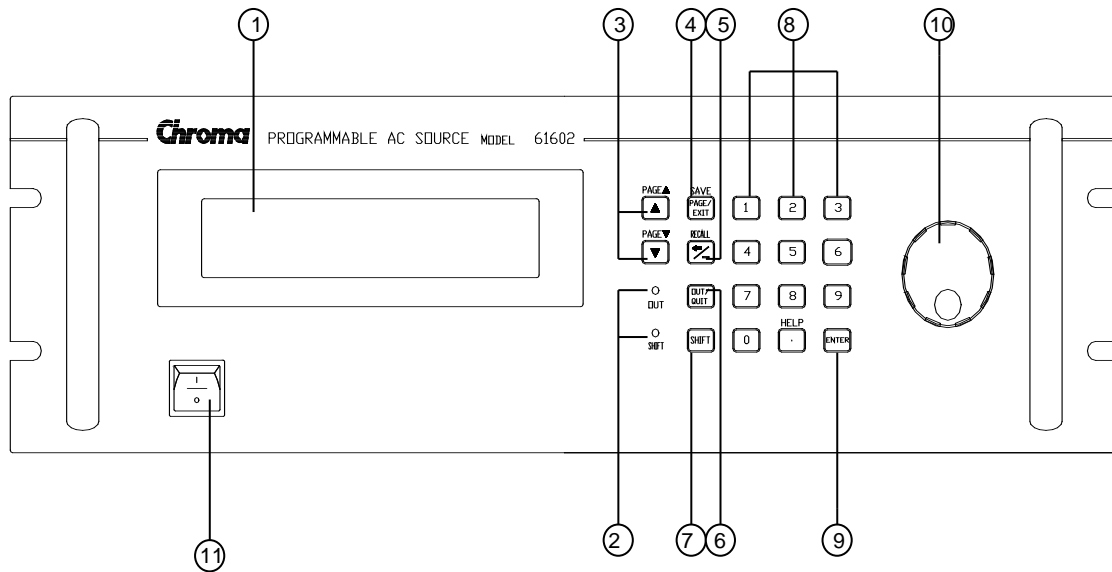 1 3 4 5 8 10
Chroma PROGRAMMABLE AC SOURCE MODEL 61602
PAGE▲ SAVE
▲ PAGE/ EXIT 1 2 3
PAGE▼ RECALL
▼ 4 5 6
OUT OUT/ QUIT 7 8 9
HELP
SHIFT SHIFT 0 . ENTER
I
O
11 2 7 6 9